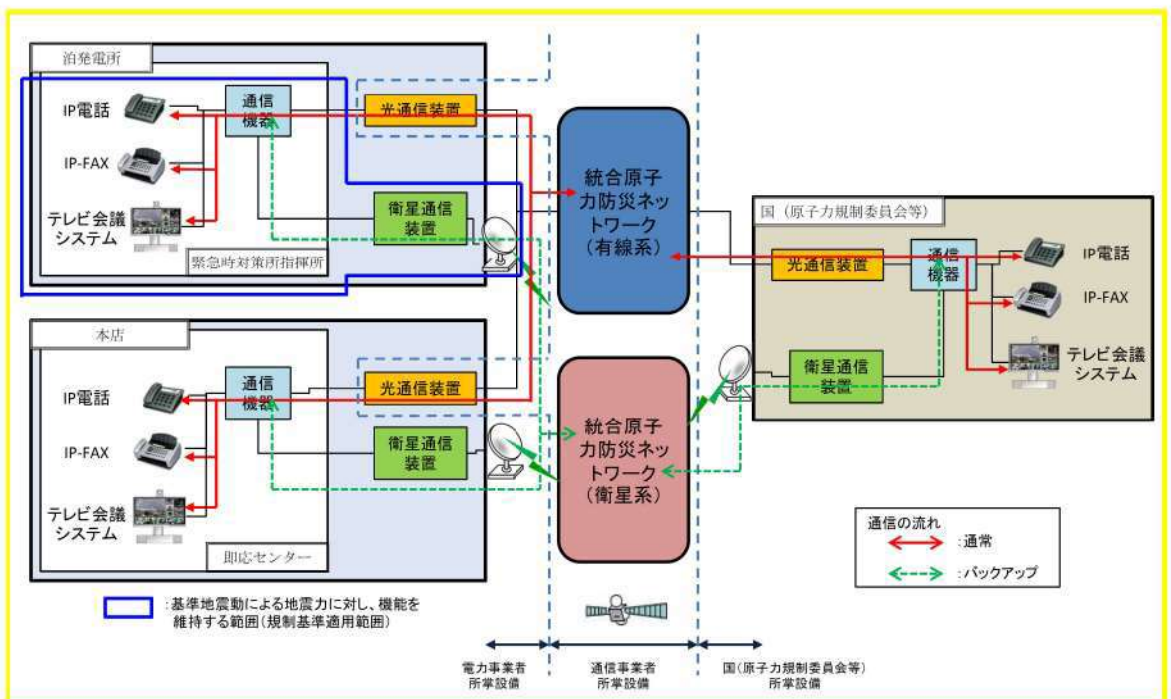 泊発電所
IP電話
IP-FAX
テレビ会議
システム
通信
機器
光通信装置
衛星通信
装置
緊急時対策所指揮所
本店
IP電話
IP-FAX
テレビ会議
システム
通信
機器
光通信装置
衛星通信
装置
即応センター
統合原子
力防災ネッ
トワーク
(有線系)
統合原子
力防災ネッ
トワーク
(衛星系)
国(原子力規制委員会等)
光通信装置
通信
機器
衛星通信
装置
IP電話
IP-FAX
テレビ会議
システム
通信の流れ
:通常
:バックアップ
:基準地震動による地震力に対し、機能を
維持する範囲(規制基準適用範囲)
電力事業者
所掌設備
通信事業者
所掌設備
国(原子力規制委員会等)
所掌設備